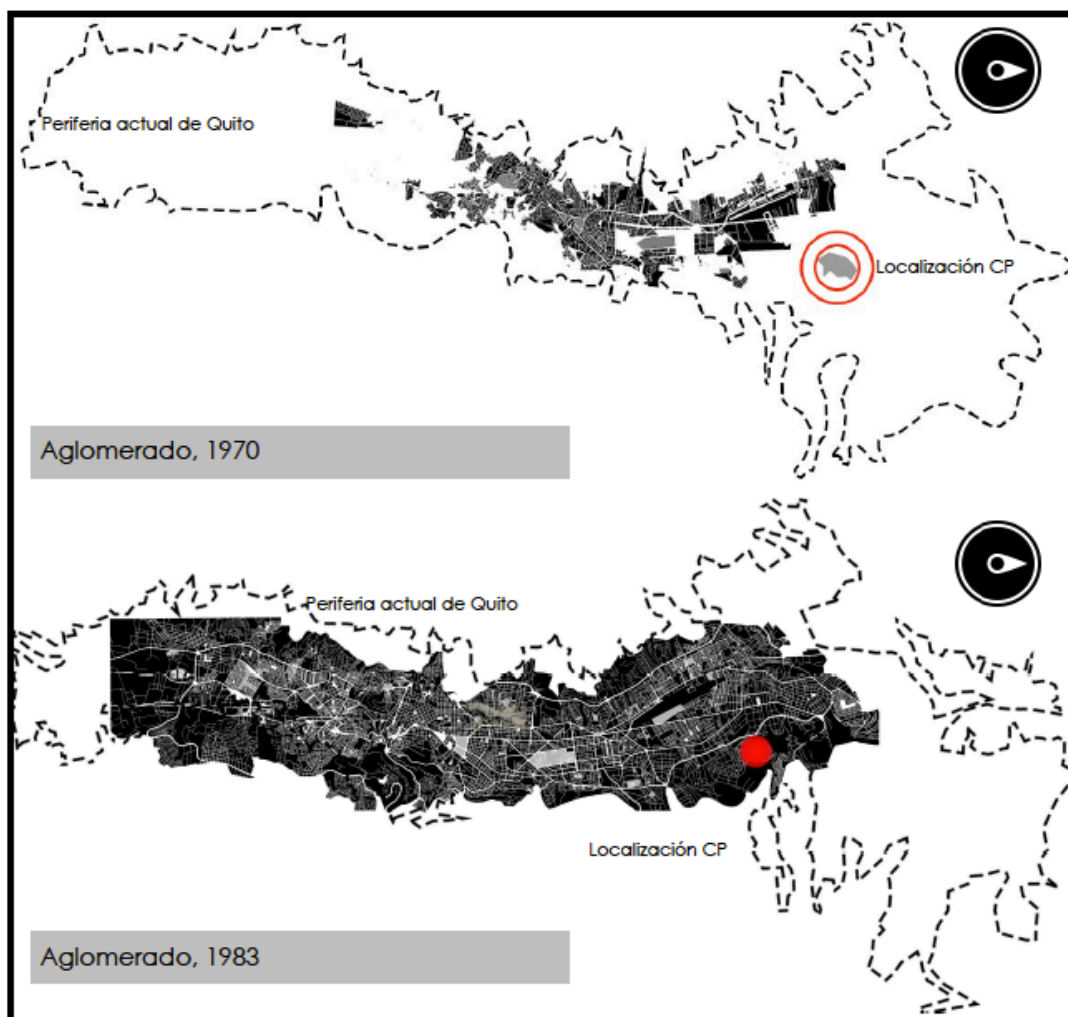 Periferia actual de Quito
Localización CP
Aglomerado, 1970
Periferia actual de Quito
Localización CP
Aglomerado, 1983